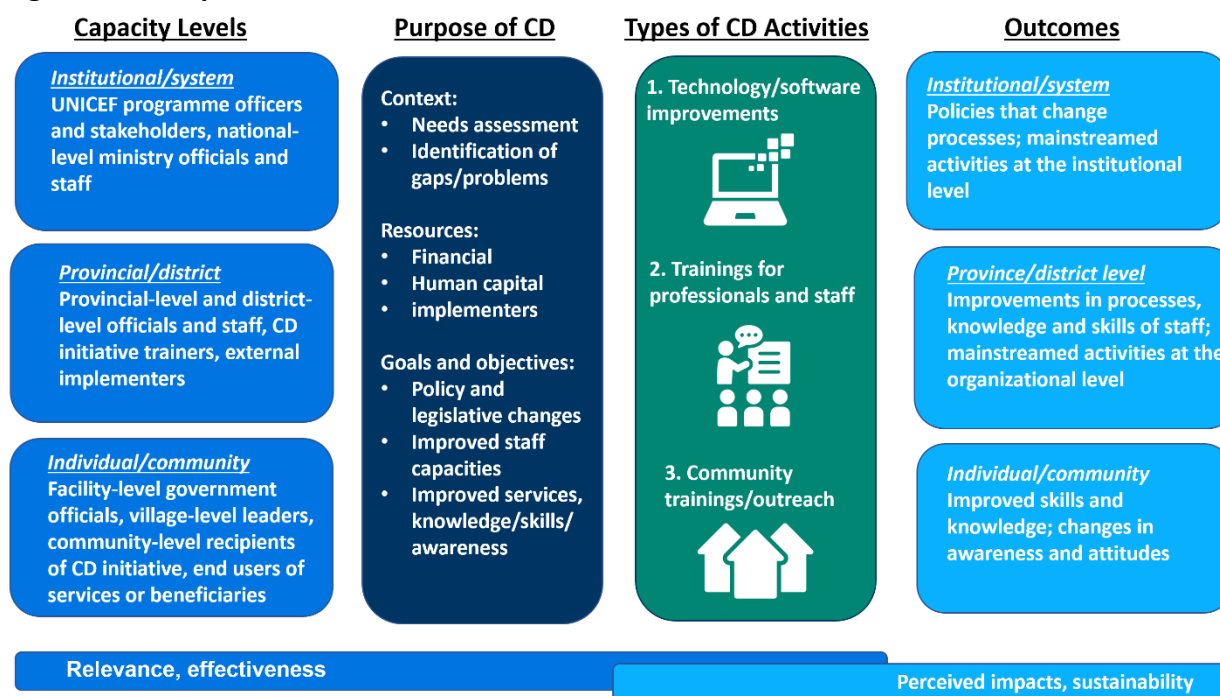 Capacity Levels
Institutional/system
UNICEF programme officers
and stakeholders, national-
level ministry officials and
staff
Provincial/district
Provincial-level and district-
level officials and staff, CD
initiative trainers, external
implementers
Individual/community
Facility-level government
officials, village-level leaders,
community-level recipients
of CD initiative, end users of
services or beneficiaries
Purpose of CD
Context:
• Needs assessment
• Identification of
gaps/problems
Resources:
• Financial
• Human capital
• implementers
Goals and objectives:
• Policy and
legislative changes
• Improved staff
capacities
• Improved services,
knowledge/skills/
awareness
Types of CD Activities
1. Technology/software
improvements
2. Trainings for
professionals and staff
3. Community
trainings/outreach
Outcomes
Institutional/system
Policies that change
processes; mainstreamed
activities at the institutional
level
Province/district level
Improvements in processes,
knowledge and skills of staff;
mainstreamed activities at the
organizational level
Individual/community
Improved skills and
knowledge; changes in
awareness and attitudes
Relevance, effectiveness
Perceived impacts, sustainability